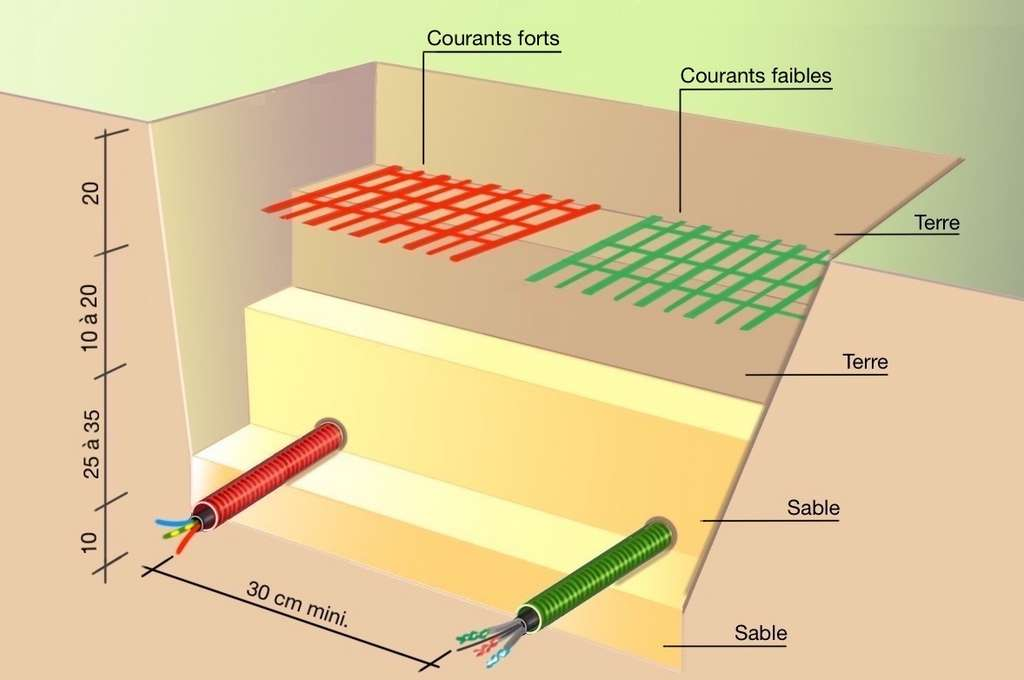 Courants forts
Courants faibles
20
Terre
10 à 20
Terre
25 à 35
Sable
10
30 cm mini.
Sable